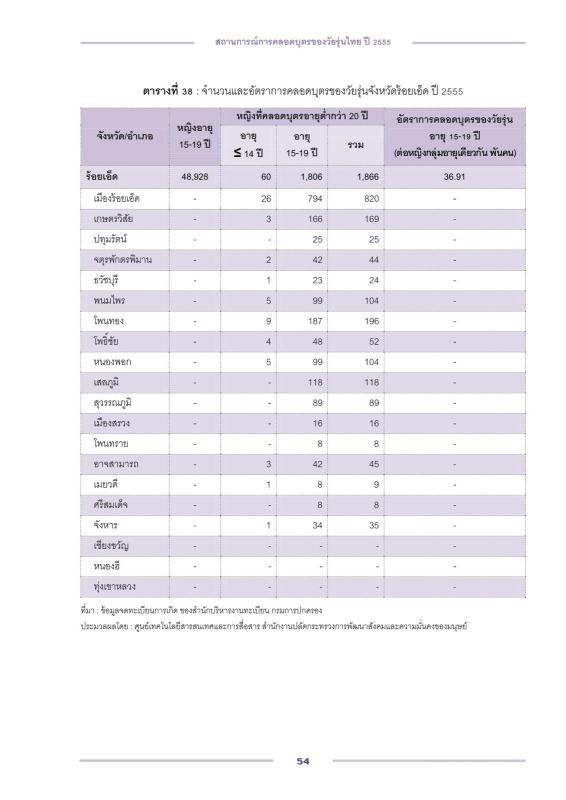 สถานการณ์การคลอดบุตรของวัยรุ่นไทย ปี 2555
ตารางที่ 38 : จำนวนและอัตราการคลอดบุตรของวัยรุ่นจังหวัดร้อยเอ็ด ปี 2555
จังหวัด/อำเภอ หญิงอายุ 15-19 ปี หญิงที่คลอดบุตรอายุต่ำกว่า 20 ปี อัตราการคลอดบุตรของวัยรุ่น อายุ 15-19 ปี (ต่อหญิงกลุ่มอายุเดียวกัน พันคน)
อายุ ≤ 14 ปี อายุ 15-19 ปี รวม
ร้อยเอ็ด 48,928 60 1,806 1,866 36.91
เมืองร้อยเอ็ด - 26 794 820 -
เกษตรวิสัย - 3 166 169 -
ปทุมรัตน์ - - 25 25 -
จตุรพักตรพิมาน - 2 42 44 -
ธวัชบุรี - 1 23 24 -
พนมไพร - 5 99 104 -
โพนทอง - 9 187 196 -
โพธิ์ชัย - 4 48 52 -
หนองพอก - 5 99 104 -
เสลภูมิ - - 118 118 -
สุวรรณภูมิ - - 89 89 -
เมืองสรวง - - 16 16 -
โพนทราย - - 8 8 -
อาจสามารถ - 3 42 45 -
เมยวดี - 1 8 9 -
ศรีสมเด็จ - - 8 8 -
จังหาร - 1 34 35 -
เชียงขวัญ - - - - -
หนองฮี - - - - -
ทุ่งเขาหลวง - - - - -
ที่มา : ข้อมูลจดทะเบียนการเกิด ของสำนักบริหารงานทะเบียน กรมการปกครอง
ประมวลผลโดย : ศูนย์เทคโนโลยีสารสนเทศและการสื่อสาร สำนักงานปลัดกระทรวงการพัฒนาสังคมและความมั่นคงของมนุษย์
54